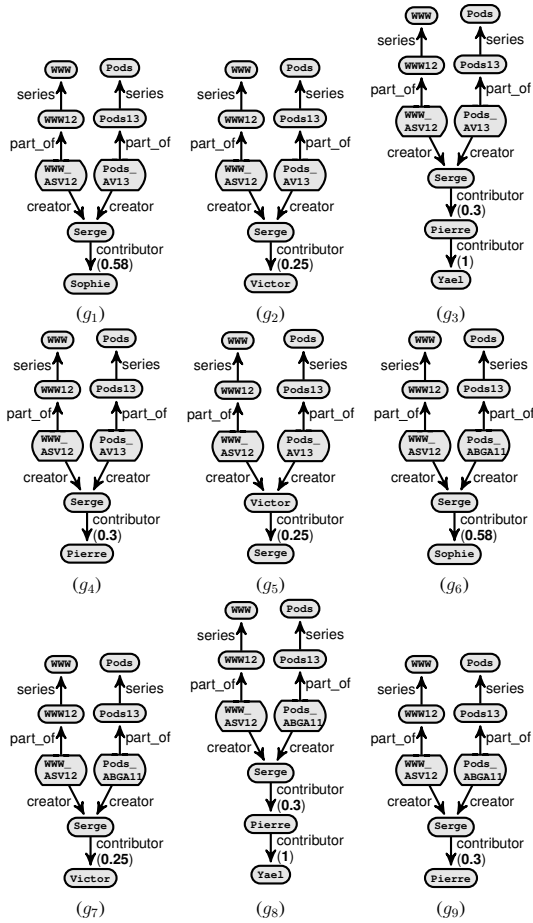 WWW Pods
series series
WWW12 Pods13
part_of part_of
WWW_ Pods_
ASV12 AV13
creator creator
Serge
contributor
(0.58)
Sophie
(g1)
WWW Pods
series series
WWW12 Pods13
part_of part_of
WWW_ Pods_
ASV12 AV13
creator creator
Serge
contributor
(0.25)
Victor
(g2)
WWW Pods
series series
WWW12 Pods13
part_of part_of
WWW_ Pods_
ASV12 AV13
creator creator
Serge
contributor
(0.3)
Pierre
contributor
(1)
Yael
(g3)
WWW Pods
series series
WWW12 Pods13
part_of part_of
WWW_ Pods_
ASV12 AV13
creator creator
Serge
contributor
(0.3)
Pierre
(g4)
WWW Pods
series series
WWW12 Pods13
part_of part_of
WWW_ Pods_
ASV12 AV13
creator creator
Victor
contributor
(0.25)
Serge
(g5)
WWW Pods
series series
WWW12 Pods13
part_of part_of
WWW_ Pods_
ASV12 ABGA11
creator creator
Serge
contributor
(0.58)
Sophie
(g6)
WWW Pods
series series
WWW12 Pods13
part_of part_of
WWW_ Pods_
ASV12 ABGA11
creator creator
Serge
contributor
(0.25)
Victor
(g7)
WWW Pods
series series
WWW12 Pods13
part_of part_of
WWW_ Pods_
ASV12 ABGA11
creator creator
Serge
contributor
(0.3)
Pierre
contributor
(1)
Yael
(g8)
WWW Pods
series series
WWW12 Pods13
part_of part_of
WWW_ Pods_
ASV12 ABGA11
creator creator
Serge
contributor
(0.3)
Pierre
(g9)